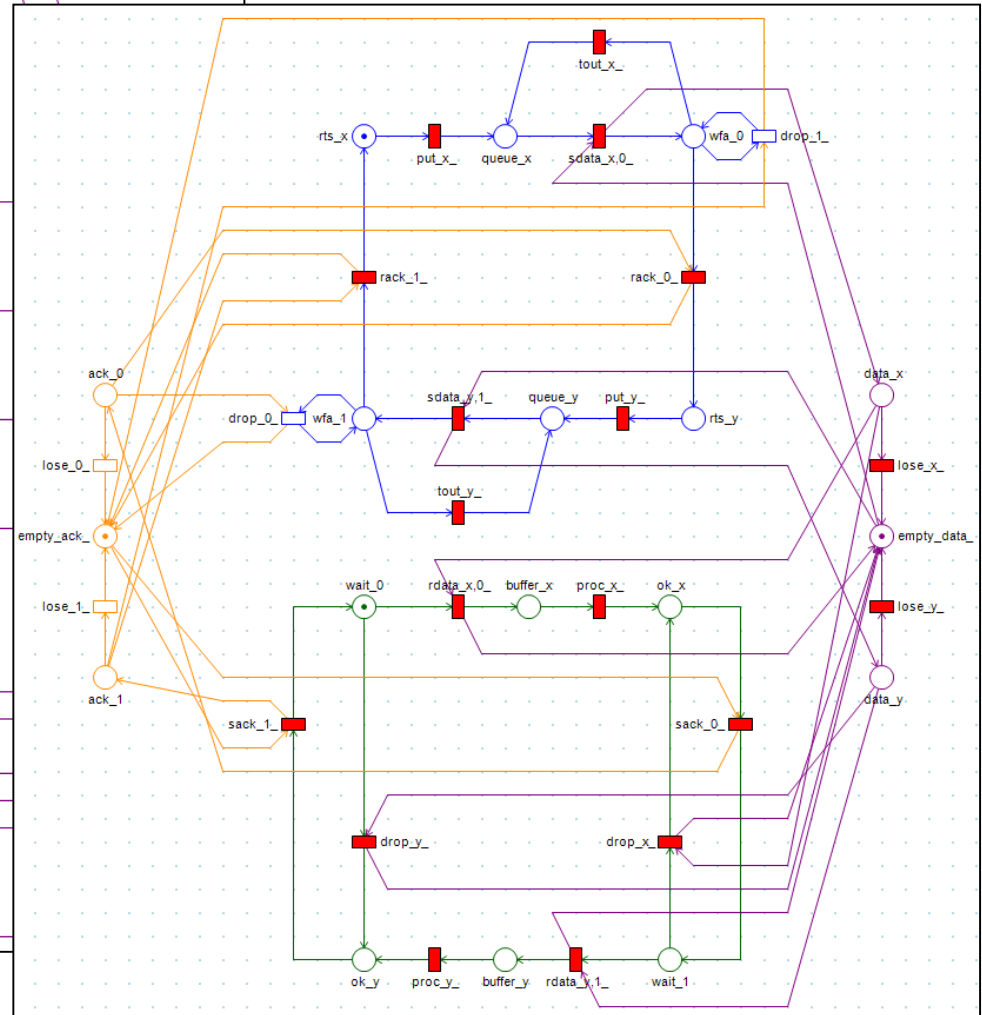 tout_x_
rts_x
put_x_
queue_x
sdata_x,0_
wfa_0
drop_1_
rack_1_
rack_0_
ack_0
data_x
sdata_y,1_
queue_y
put_y_
drop_0_
wfa_1
rts_y
lose_0_
lose_x_
tout_y_
empty_ack_
empty_data_
wait_0
rdata_x,0_
buffer_x
proc_x_
ok_x
lose_1_
lose_y_
ack_1
data_y
sack_1_
sack_0_
drop_y_
drop_x_
ok_y
proc_y_
buffer_y
rdata_y,1_
wait_1